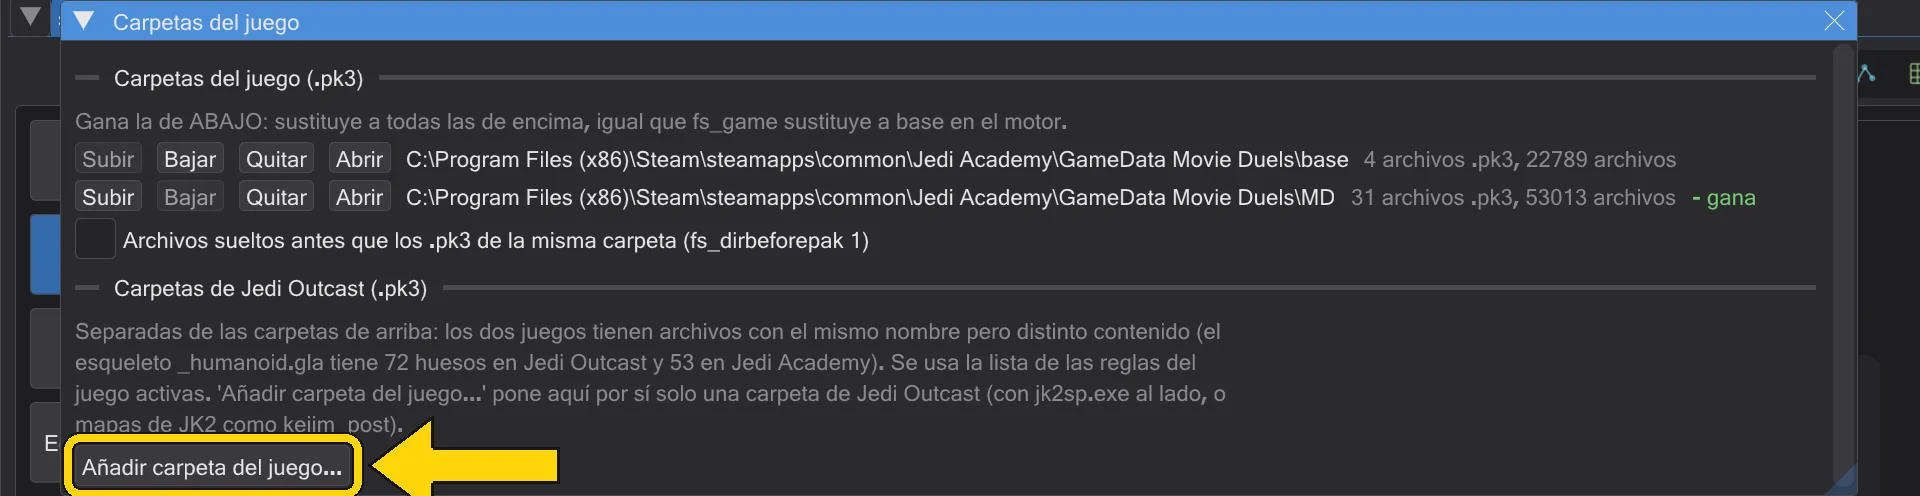 Carpetas del juego
Carpetas del juego (.pk3)
Gana la de ABAJO: sustituye a todas las de encima, igual que fs_game sustituye a base en el motor.
Subir Bajar Quitar Abrir C:\Program Files (x86)\Steam\steamapps\common\Jedi Academy\GameData Movie Duels\base 4 archivos .pk3, 22789 archivos
Subir Bajar Quitar Abrir C:\Program Files (x86)\Steam\steamapps\common\Jedi Academy\GameData Movie Duels\MD 31 archivos .pk3, 53013 archivos - gana
Archivos sueltos antes que los .pk3 de la misma carpeta (fs_dirbeforepak 1)
Carpetas de Jedi Outcast (.pk3)
Separadas de las carpetas de arriba: los dos juegos tienen archivos con el mismo nombre pero distinto contenido (el
esqueleto _humanoid.gla tiene 72 huesos en Jedi Outcast y 53 en Jedi Academy). Se usa la lista de las reglas del
juego activas. 'Añadir carpeta del juego...' pone aquí por sí solo una carpeta de Jedi Outcast (con jk2sp.exe al lado, o
mapas de JK2 como kejim_post).
E
Añadir carpeta del juego...